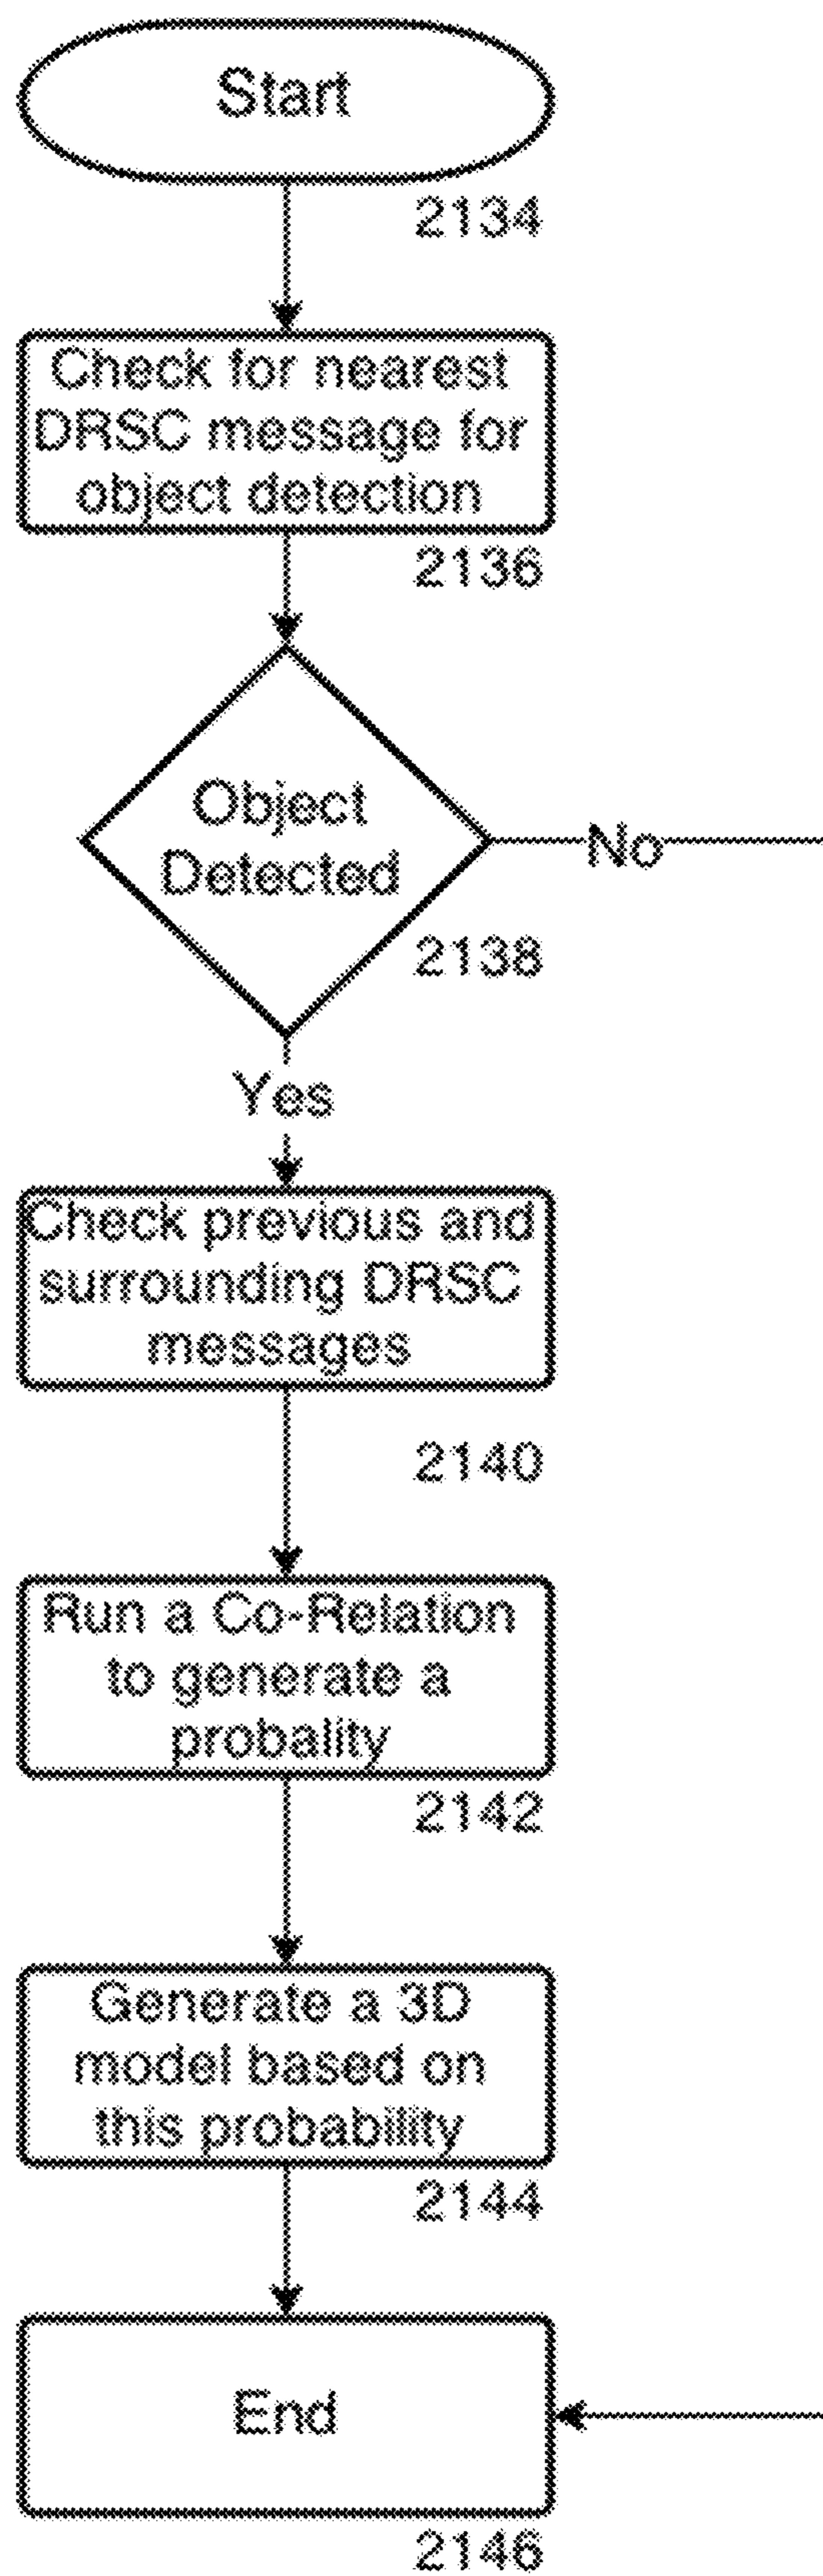 Start
2134
Check for nearest
DRSC message for
object detection
2136
Object
Detected
No
2138
Yes
Check previous and
surrounding DRSC
messages
2140
Run a Co-Relation
to generate a
probality
2142
Generate a 3D
model based on
this probability
2144
End
2146